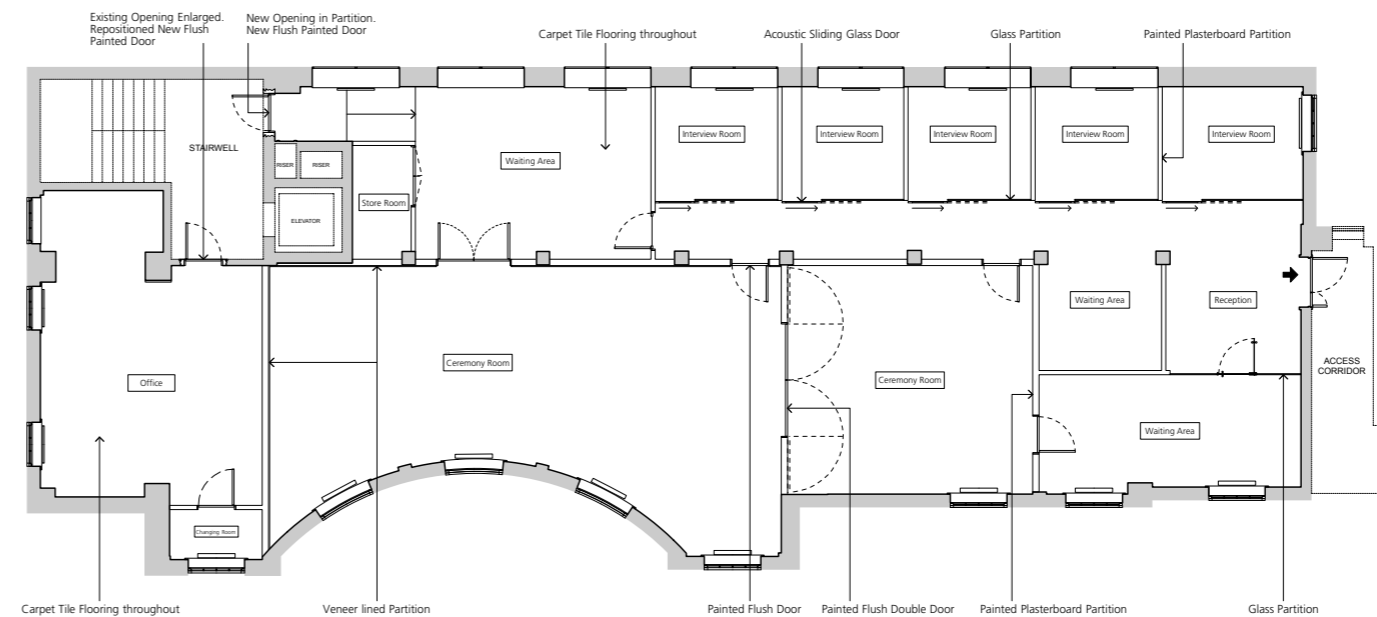 Existing Opening Enlarged.
Repositioned New Flush
Painted Door
New Opening in Partition.
New Flush Painted Door
Carpet Tile Flooring throughout
Acoustic Sliding Glass Door
Glass Partition
Painted Plasterboard Partition
STAIRWELL
RISER
RISER
ELEVATOR
Store Room
Waiting Area
Interview Room
Interview Room
Interview Room
Interview Room
Interview Room
Office
Ceremony Room
Ceremony Room
Waiting Area
Reception
Waiting Area
ACCESS
CORRIDOR
Changing Room
Carpet Tile Flooring throughout
Veneer lined Partition
Painted Flush Door
Painted Flush Double Door
Painted Plasterboard Partition
Glass Partition